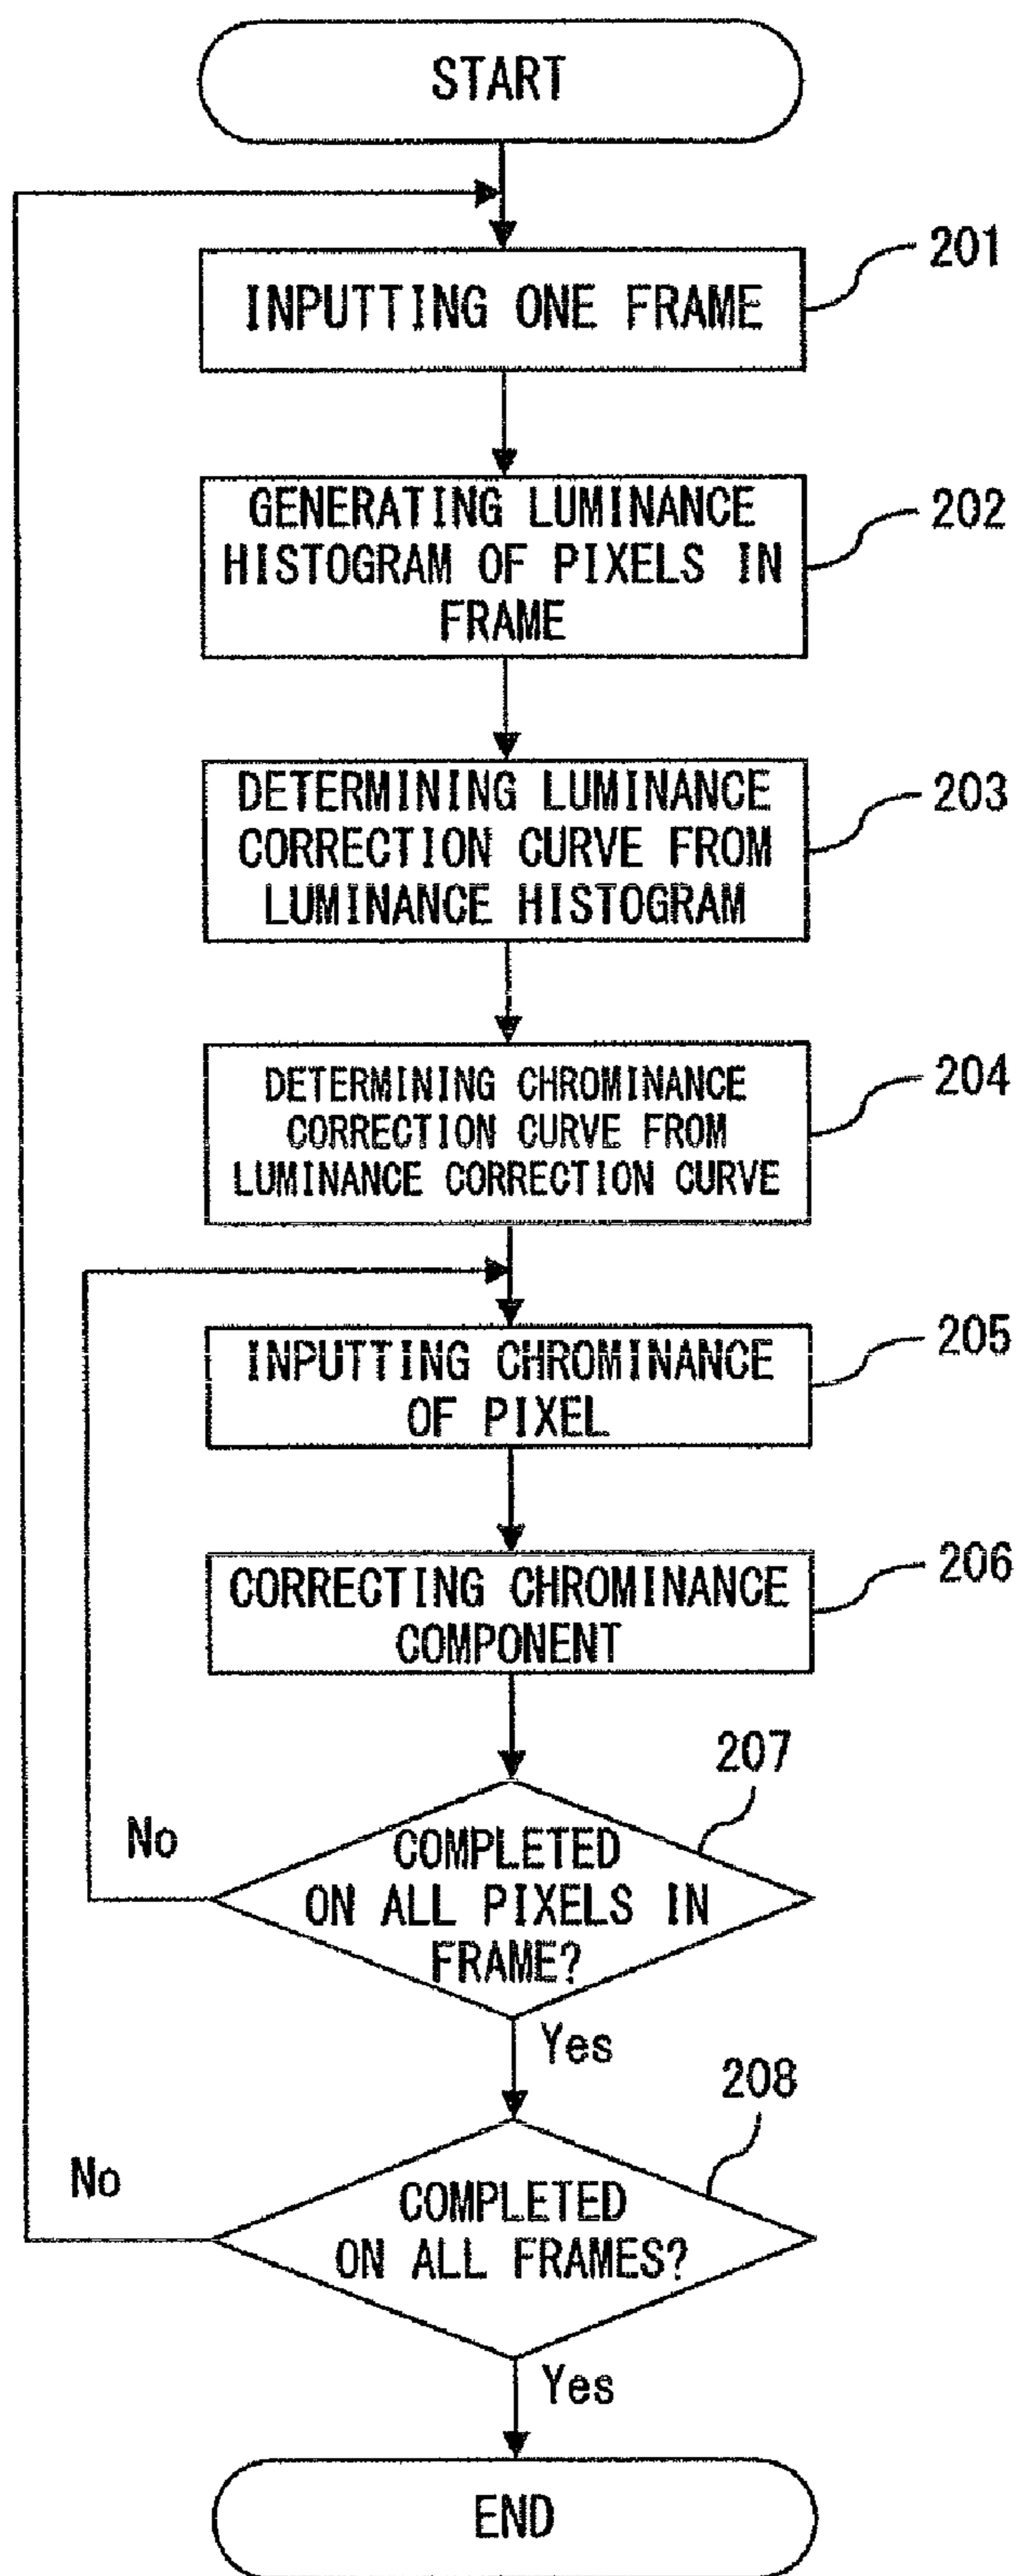 START
INPUTTING ONE FRAME
201
GENERATING LUMINANCE
HISTOGRAM OF PIXELS IN
FRAME
202
DETERMINING LUMINANCE
CORRECTION CURVE FROM
LUMINANCE HISTOGRAM
203
DETERMINING CHROMINANCE
CORRECTION CURVE FROM
LUMINANCE CORRECTION CURVE
204
INPUTTING CHROMINANCE
OF PIXEL
205
CORRECTING CHROMINANCE
COMPONENT
206
207
COMPLETED
ON ALL PIXELS IN
FRAME?
No
Yes
208
COMPLETED
ON ALL FRAMES?
No
Yes
END